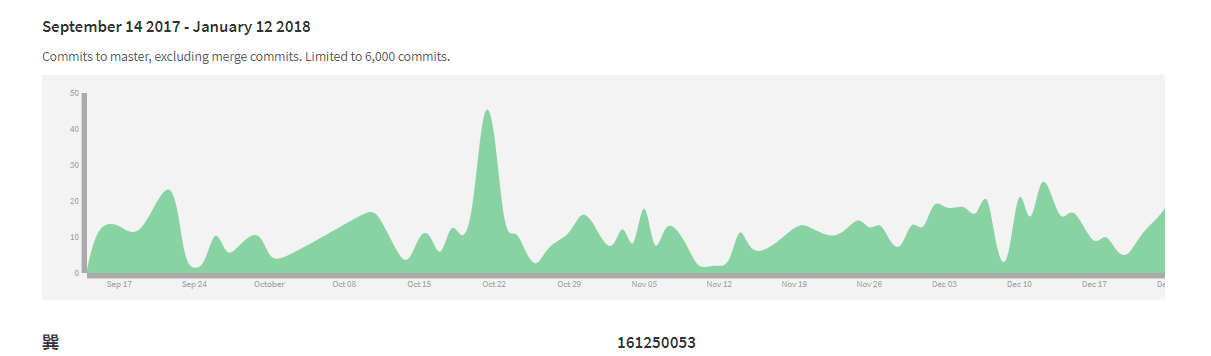 September 14 2017 - January 12 2018
Commits to master, excluding merge commits. Limited to 6,000 commits.
50
40
30
20
10
0
Sep 17 Sep 24 October Oct 08 Oct 15 Oct 22 Oct 29 Nov 05 Nov 12 Nov 19 Nov 26 Dec 03 Dec 10 Dec 17 De
巽 161250053